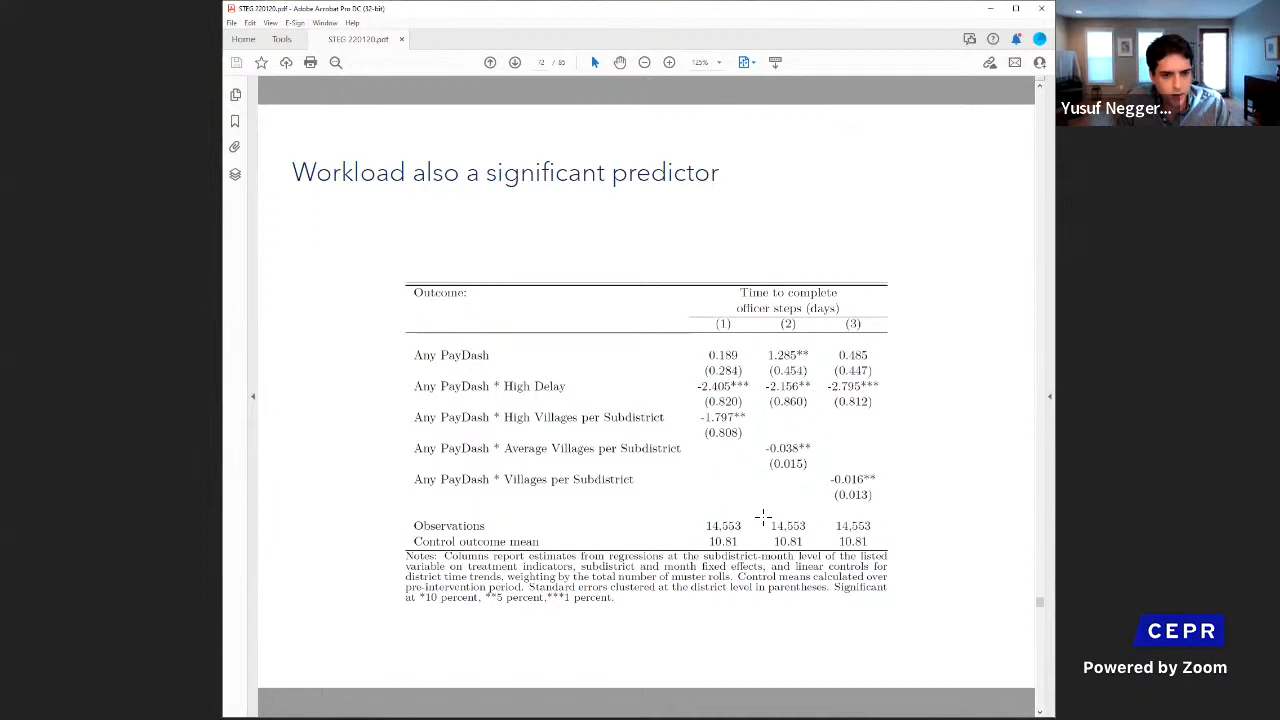 STEG 220120.pdf - Adobe Acrobat Pro DC (32-bit)
File Edit View E-Sign Window Help
Home Tools STEG 220120.pdf ×
72 / 85 125%
Yusuf Negger...
Workload also a significant predictor
Outcome: Time to complete
officer steps (days)
(1) (2) (3)
Any PayDash 0.189 1.285** 0.485
(0.284) (0.454) (0.447)
Any PayDash * High Delay -2.405*** -2.156** -2.795***
(0.820) (0.860) (0.812)
Any PayDash * High Villages per Subdistrict -1.797**
(0.808)
Any PayDash * Average Villages per Subdistrict -0.038**
(0.015)
Any PayDash * Villages per Subdistrict -0.016**
(0.013)
Observations 14,553 14,553 14,553
Control outcome mean 10.81 10.81 10.81
Notes: Columns report estimates from regressions at the subdistrict-month level of the listed
variable on treatment indicators, subdistrict and month fixed effects, and linear controls for
district time trends, weighting by the total number of muster rolls. Control means calculated over
pre-intervention period. Standard errors clustered at the district level in parentheses. Significant
at *10 percent, **5 percent,***1 percent.
CEPR
Powered by Zoom